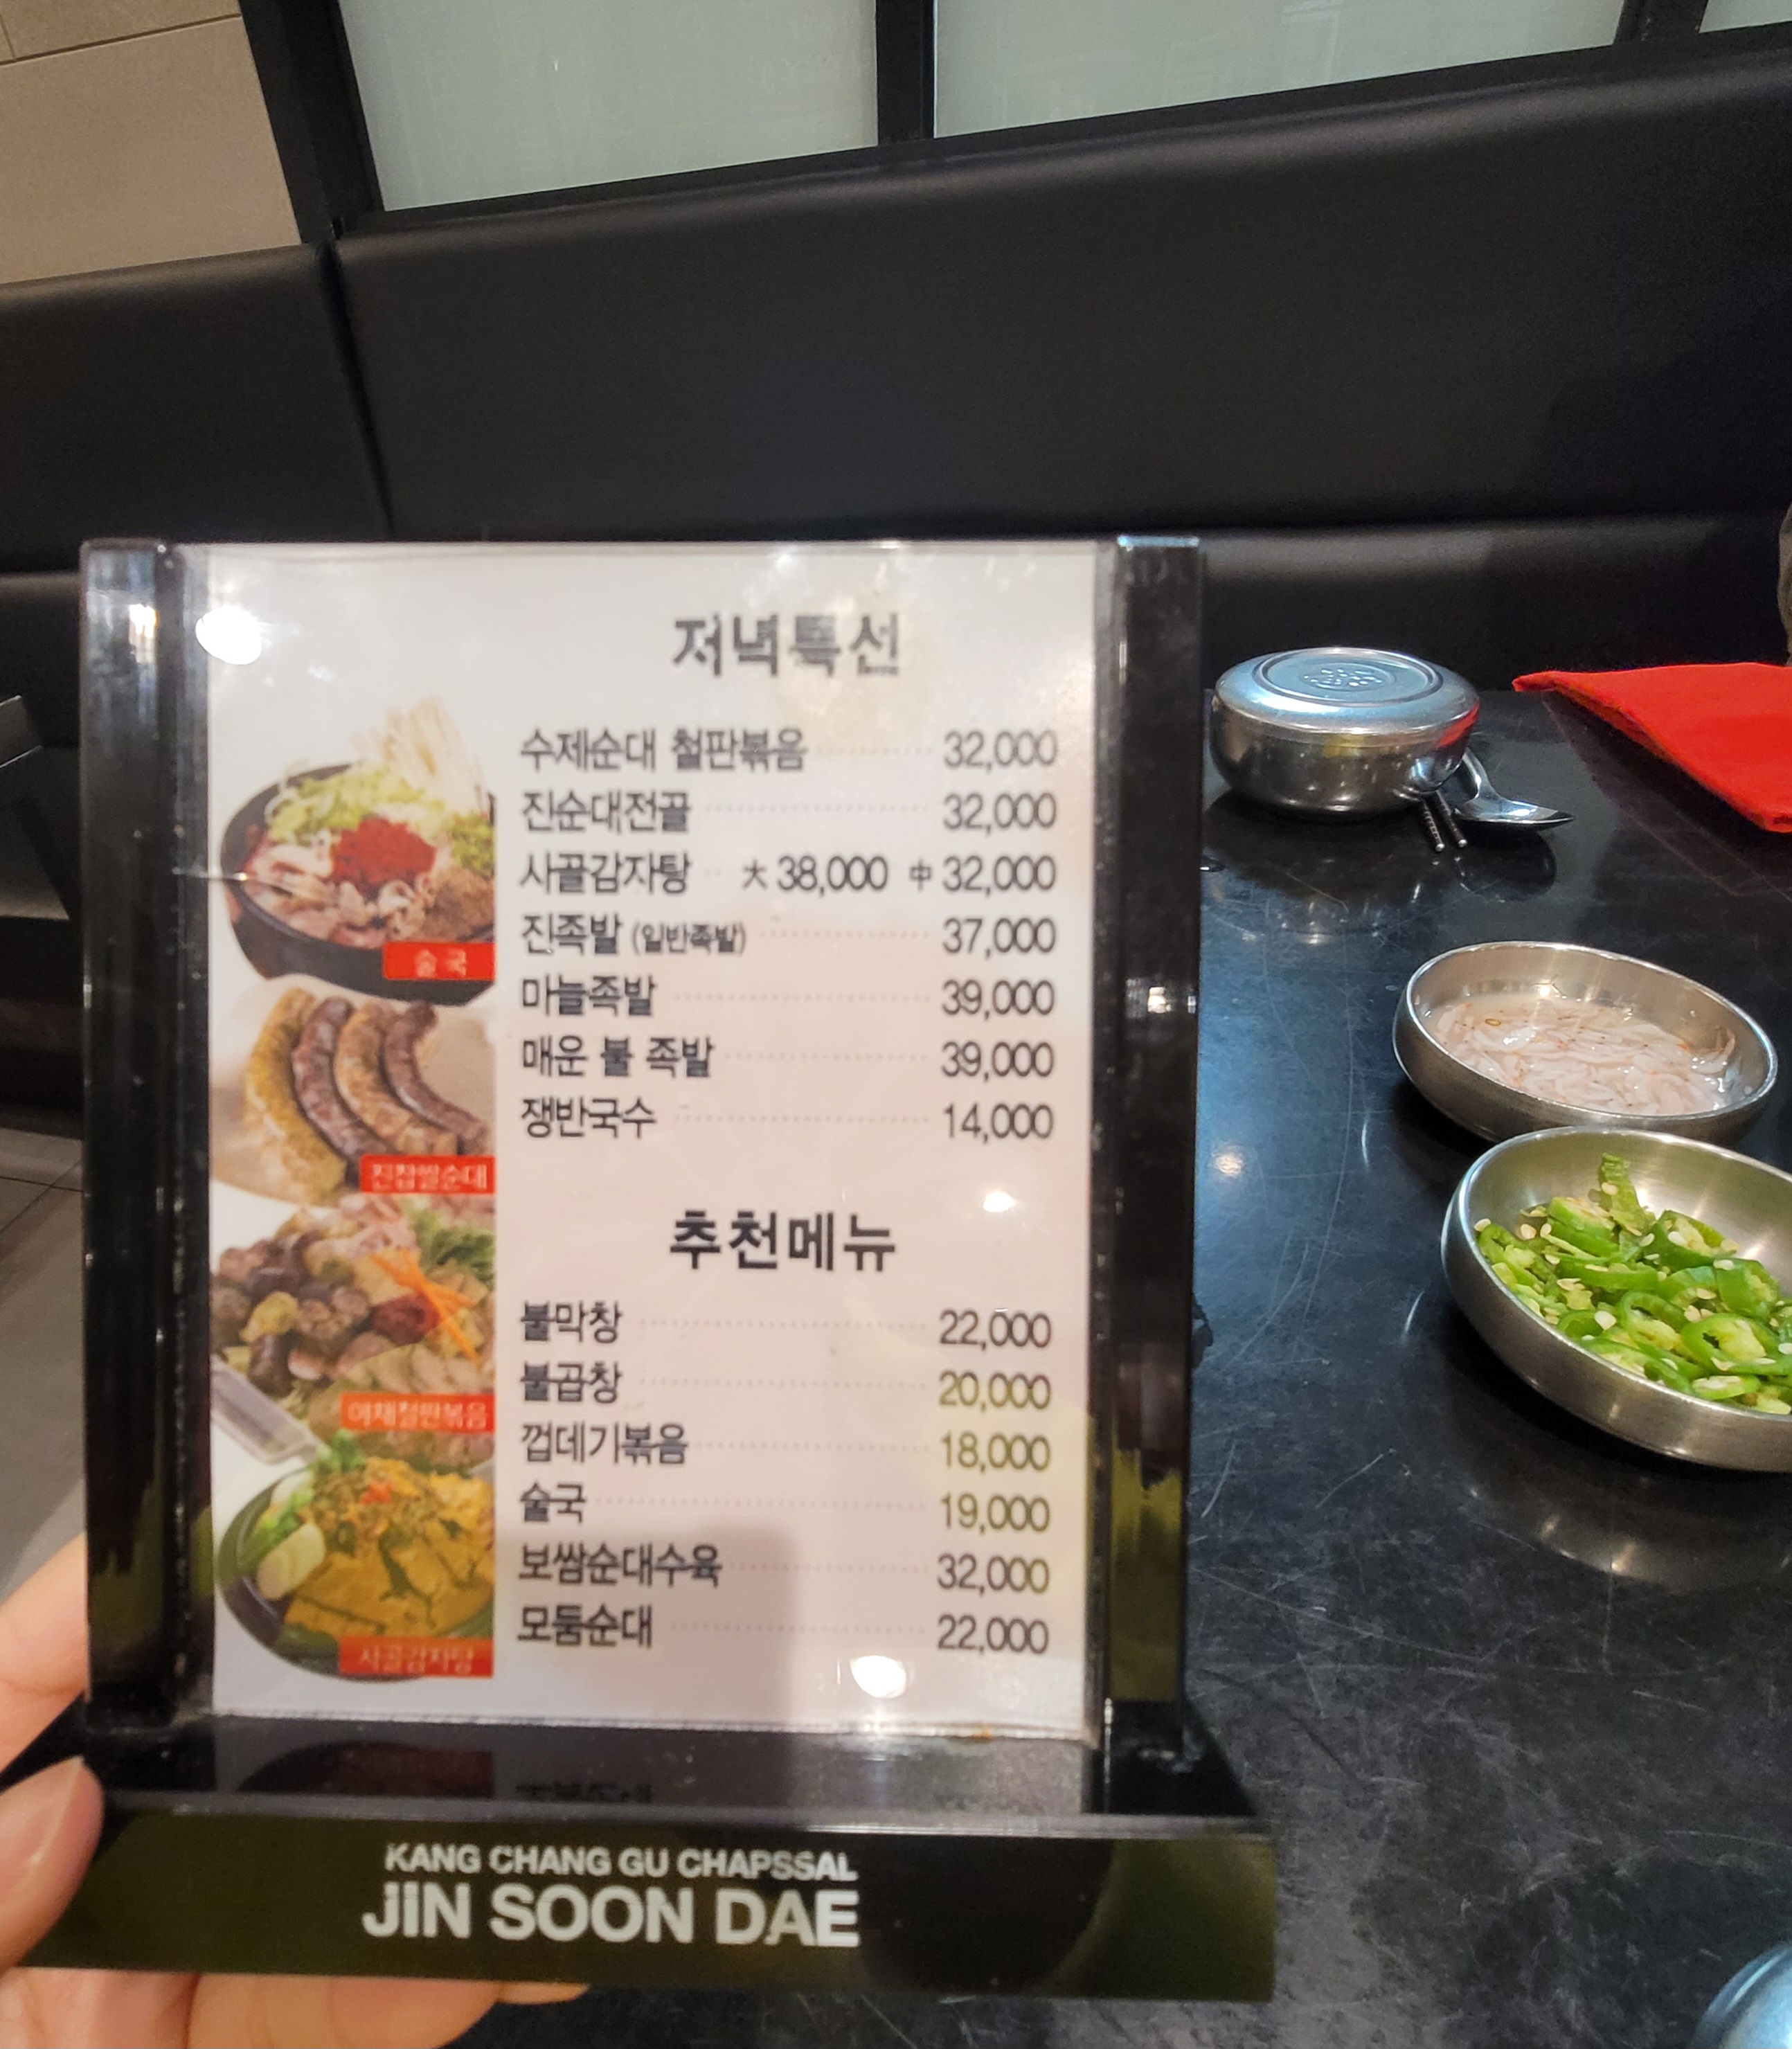 저녁특선
수제순대 철판볶음 32,000
진순대전골 32,000
사골감자탕 大 38,000 中 32,000
진족발 (일반족발) 37,000
마늘족발 39,000
매운 불 족발 39,000
쟁반국수 14,000
추천메뉴
불막창 22,000
불곱창 20,000
껍데기볶음 18,000
술국 19,000
보쌈순대수육 32,000
모둠순대 22,000
술국
진찹쌀순대
야채철판볶음
사골감자탕
KANG CHANG GU CHAPSSAL
JIN SOON DAE